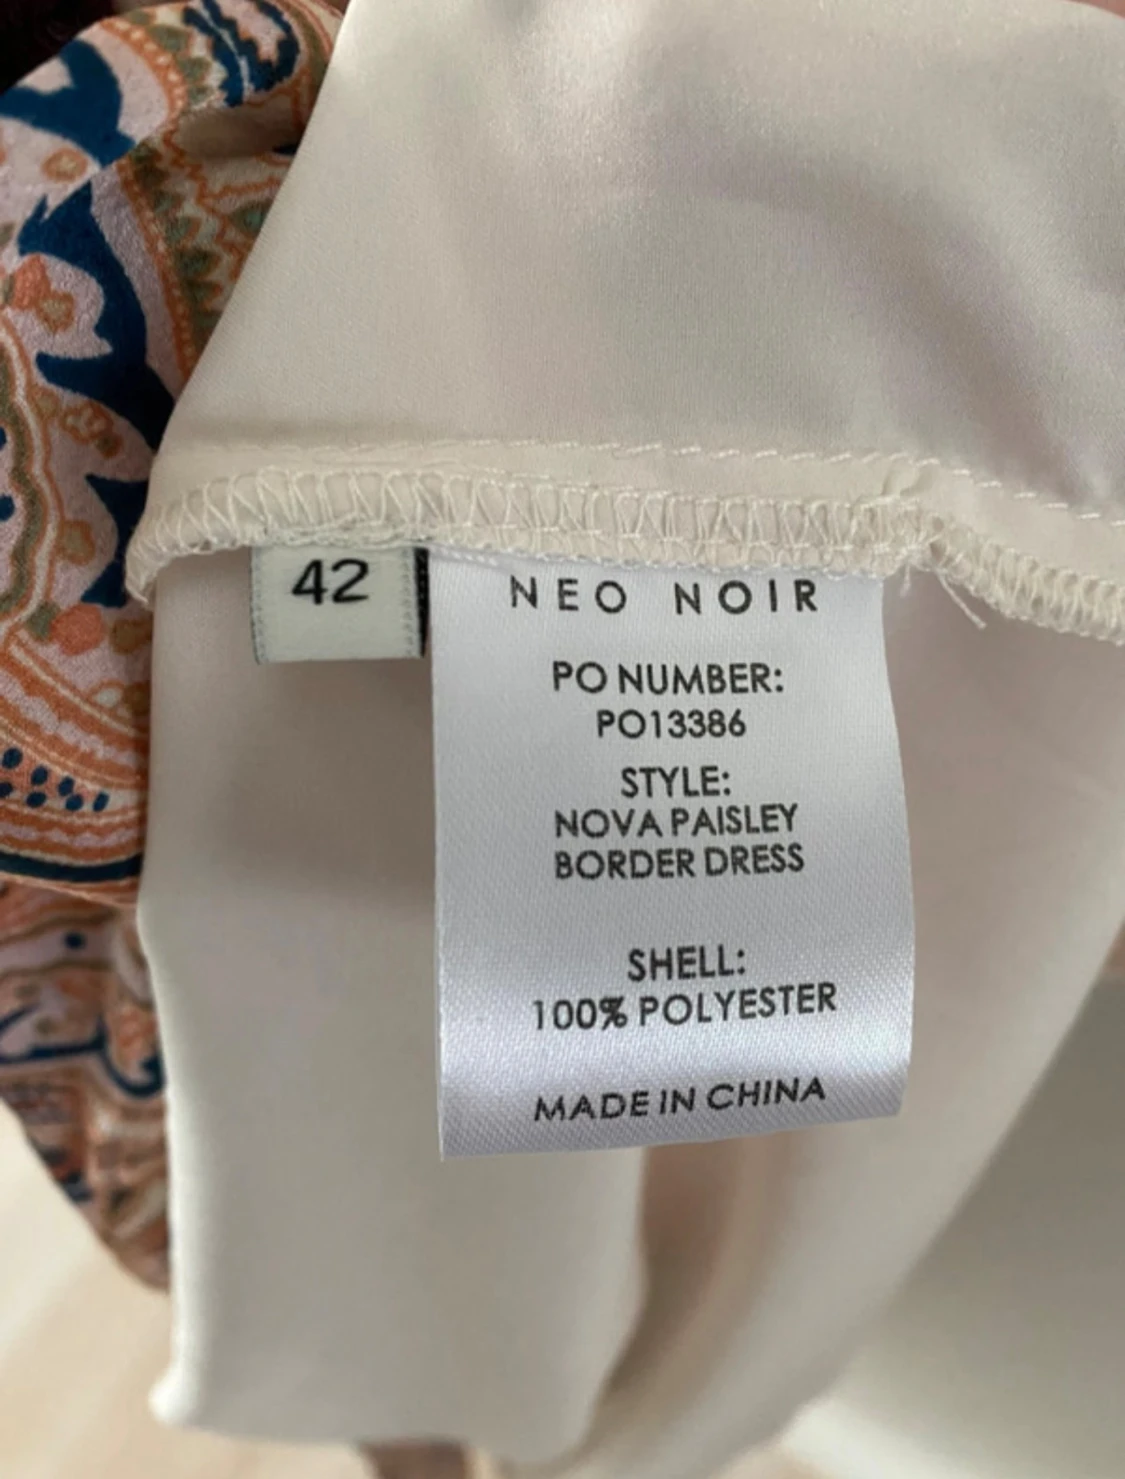 42
NEO NOIR
PO NUMBER:
PO13386
STYLE:
NOVA PAISLEY
BORDER DRESS
SHELL:
100% POLYESTER
MADE IN CHINA